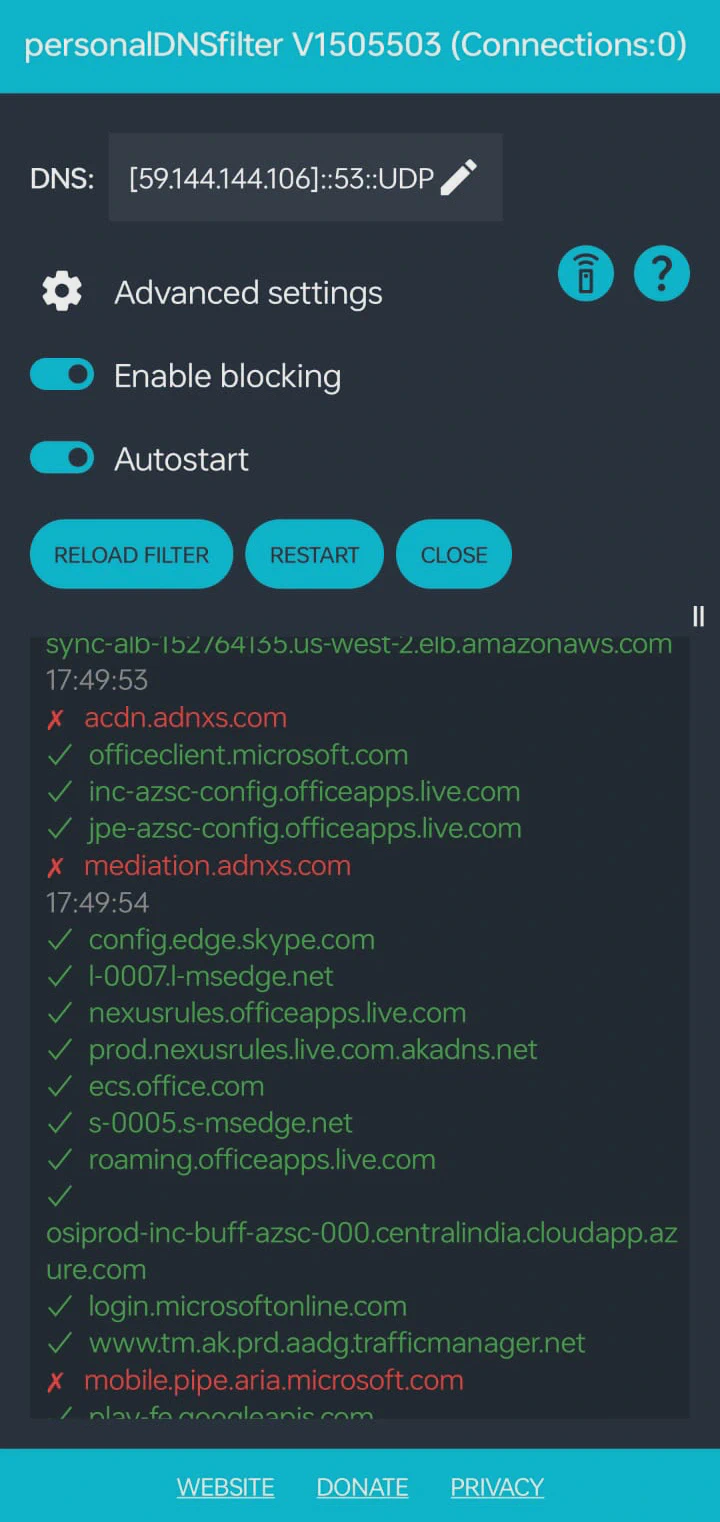 personalDNSfilter V1505503 (Connections:0)
DNS: [59.144.144.106]::53::UDP
?
Advanced settings
Enable blocking
Autostart
RELOAD FILTER RESTART CLOSE
sync-alb-152764135.us-west-2.elb.amazonaws.com
17:49:53
✗ acdn.adnxs.com
✓ officeclient.microsoft.com
✓ inc-azsc-config.officeapps.live.com
✓ jpe-azsc-config.officeapps.live.com
✗ mediation.adnxs.com
17:49:54
✓ config.edge.skype.com
✓ l-0007.l-msedge.net
✓ nexusrules.officeapps.live.com
✓ prod.nexusrules.live.com.akadns.net
✓ ecs.office.com
✓ s-0005.s-msedge.net
✓ roaming.officeapps.live.com
✓
osiprod-inc-buff-azsc-000.centralindia.cloudapp.az
ure.com
✓ login.microsoftonline.com
✓ www.tm.ak.prd.aadg.trafficmanager.net
✗ mobile.pipe.aria.microsoft.com
✓ play-fe.googleapis.com
WEBSITE DONATE PRIVACY